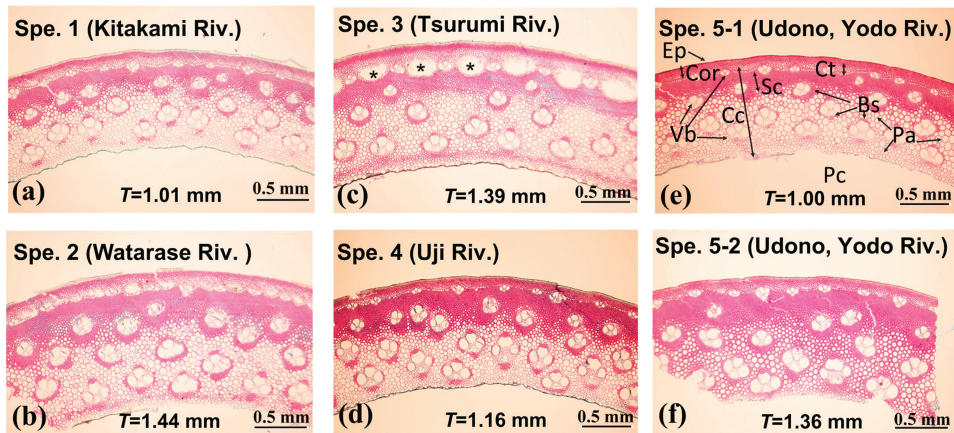 Spe. 1 (Kitakami Riv.)
(a)
T=1.01 mm
0.5 mm
Spe. 3 (Tsurumi Riv.)
* * *
(c)
T=1.39 mm
0.5 mm
Spe. 5-1 (Udono, Yodo Riv.)
Ep
Cor
Sc
Ct
Vb
Cc
Bs
Pa
Pc
(e)
T=1.00 mm
0.5 mm
Spe. 2 (Watarase Riv. )
(b)
T=1.44 mm
0.5 mm
Spe. 4 (Uji Riv.)
(d)
T=1.16 mm
0.5 mm
Spe. 5-2 (Udono, Yodo Riv.)
(f)
T=1.36 mm
0.5 mm